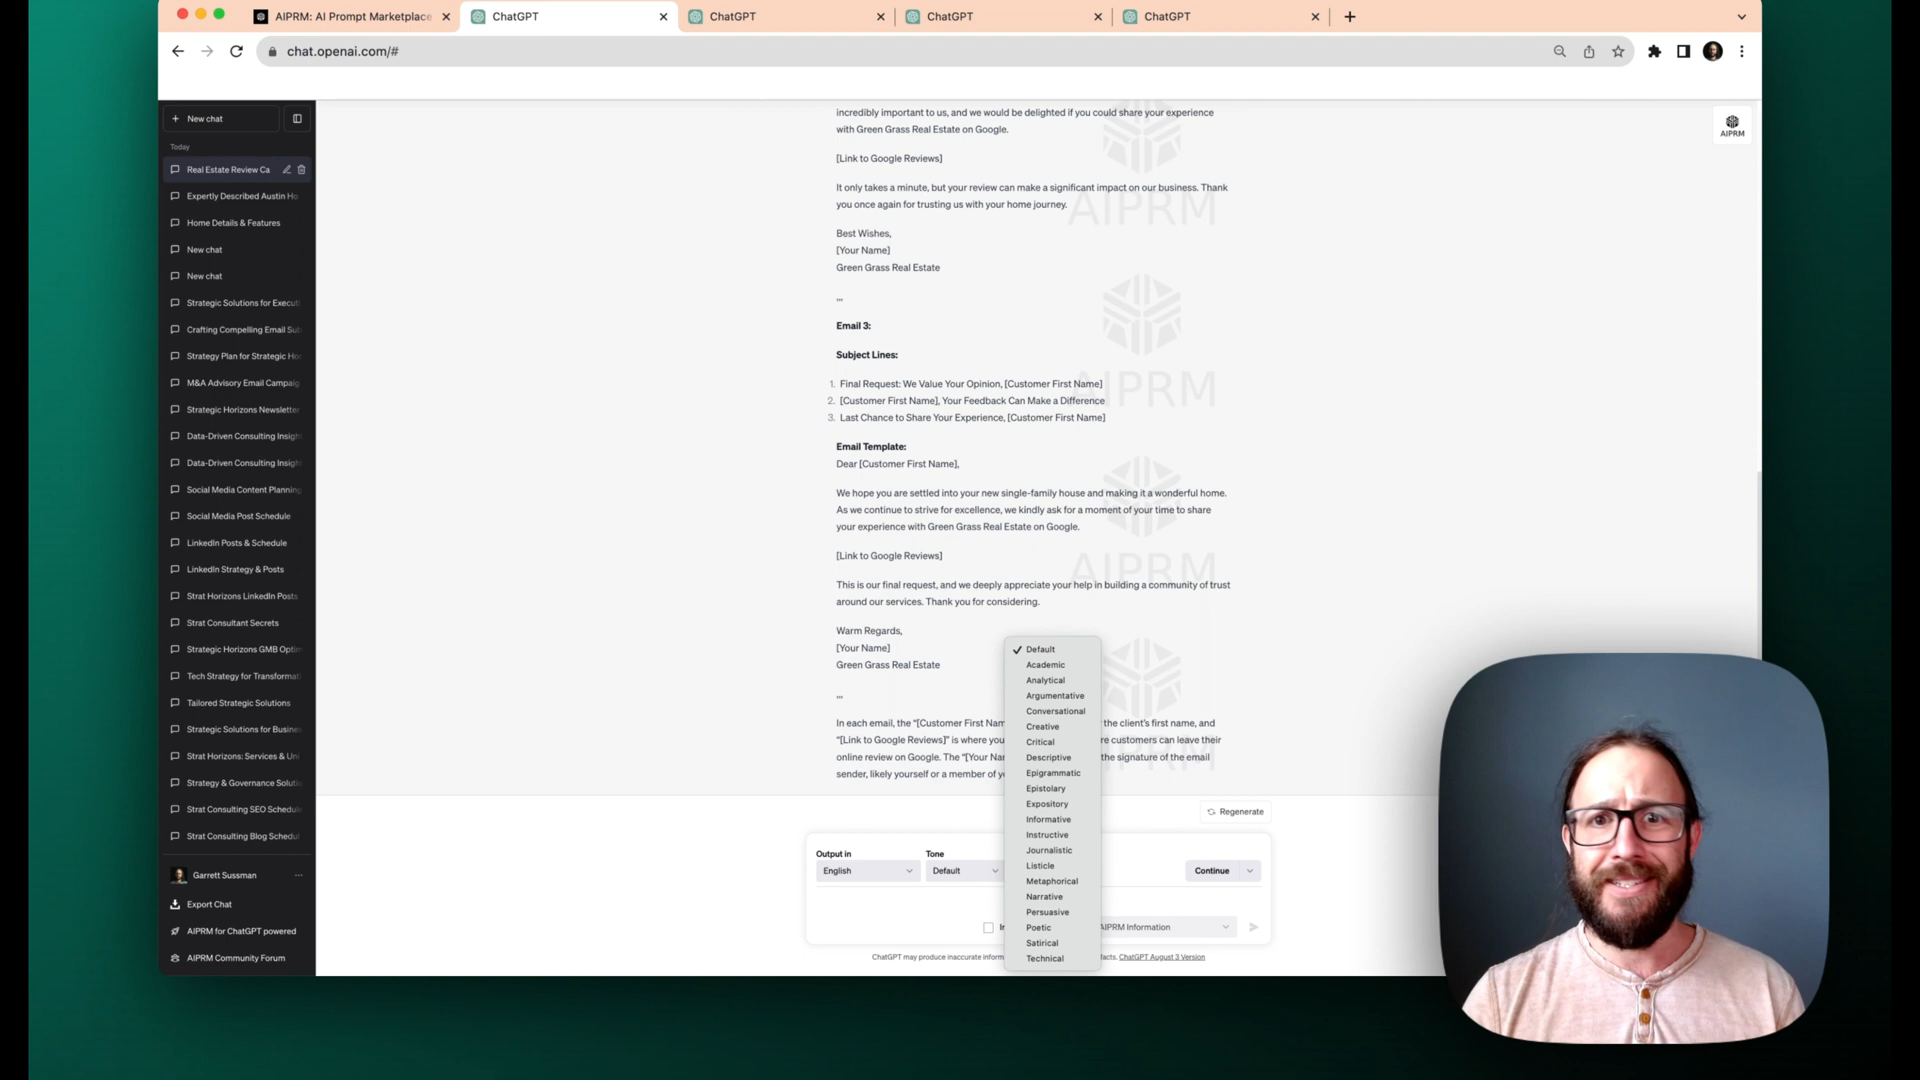 AIPRM: AI Prompt Marketplace
ChatGPT
ChatGPT
ChatGPT
ChatGPT
chat.openai.com/#
New chat
Today
Real Estate Review Ca
Expertly Described Austin Ho
Home Details & Features
New chat
New chat
Strategic Solutions for Executi
Crafting Compelling Email Sub
Strategy Plan for Strategic Hor
M&A Advisory Email Campaig
Strategic Horizons Newsletter
Data-Driven Consulting Insigh
Data-Driven Consulting Insigh
Social Media Content Planning
Social Media Post Schedule
LinkedIn Posts & Schedule
LinkedIn Strategy & Posts
Strat Horizons LinkedIn Posts
Strat Consultant Secrets
Strategic Horizons GMB Optim
Tech Strategy for Transformati
Tailored Strategic Solutions
Strategic Solutions for Busines
Strat Horizons: Services & Uni
Strategy & Governance Solutio
Strat Consulting SEO Schedule
Strat Consulting Blog Schedul
Garrett Sussman
Export Chat
AIPRM for ChatGPT powered
AIPRM Community Forum
incredibly important to us, and we would be delighted if you could share your experience
with Green Grass Real Estate on Google.
[Link to Google Reviews]
It only takes a minute, but your review can make a significant impact on our business. Thank
you once again for trusting us with your home journey.
Best Wishes,
[Your Name]
Green Grass Real Estate
,,,
Email 3:
Subject Lines:
1. Final Request: We Value Your Opinion, [Customer First Name]
2. [Customer First Name], Your Feedback Can Make a Difference
3. Last Chance to Share Your Experience, [Customer First Name]
Email Template:
Dear [Customer First Name],
We hope you are settled into your new single-family house and making it a wonderful home.
As we continue to strive for excellence, we kindly ask for a moment of your time to share
your experience with Green Grass Real Estate on Google.
[Link to Google Reviews]
This is our final request, and we deeply appreciate your help in building a community of trust
around our services. Thank you for considering.
Warm Regards,
[Your Name]
Green Grass Real Estate
,,,
In each email, the “[Customer First Nam the client's first name, and
“[Link to Google Reviews]” is where you re customers can leave their
online review on Google. The “[Your Nar the signature of the email
sender, likely yourself or a member of y
AIPRM
AIPRM
AIPRM
AIPRM
AIPRM
Default
Academic
Analytical
Argumentative
Conversational
Creative
Critical
Descriptive
Epigrammatic
Epistolary
Expository
Informative
Instructive
Journalistic
Listicle
Metaphorical
Narrative
Persuasive
Poetic
Satirical
Technical
Regenerate
Output in
English
Tone
Default
Continue
AIPRM Information
ChatGPT may produce inaccurate inform facts. ChatGPT August 3 Version